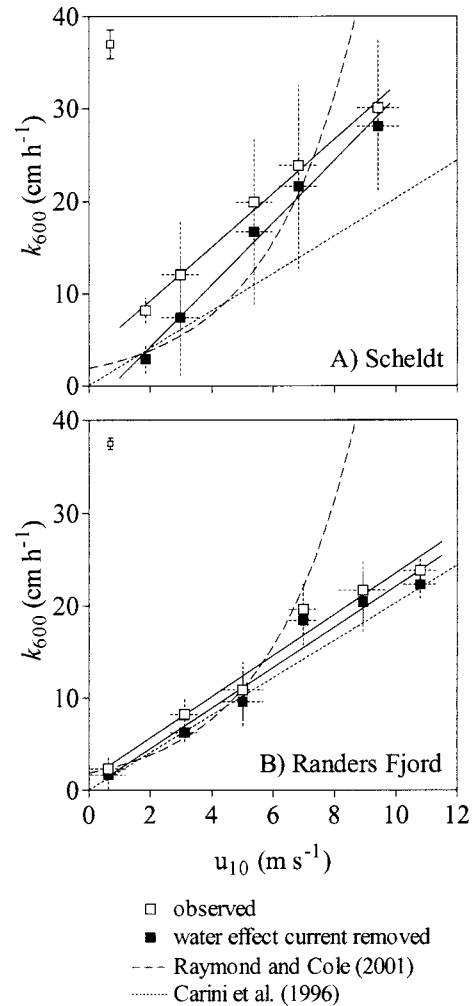 40
30
20
10
0
k600 (cm h-1)
A) Scheldt
40
30
20
10
0
k600 (cm h-1)
B) Randers Fjord
0 2 4 6 8 10 12
u10 (m s-1)
observed
water effect current removed
Raymond and Cole (2001)
Carini et al. (1996)